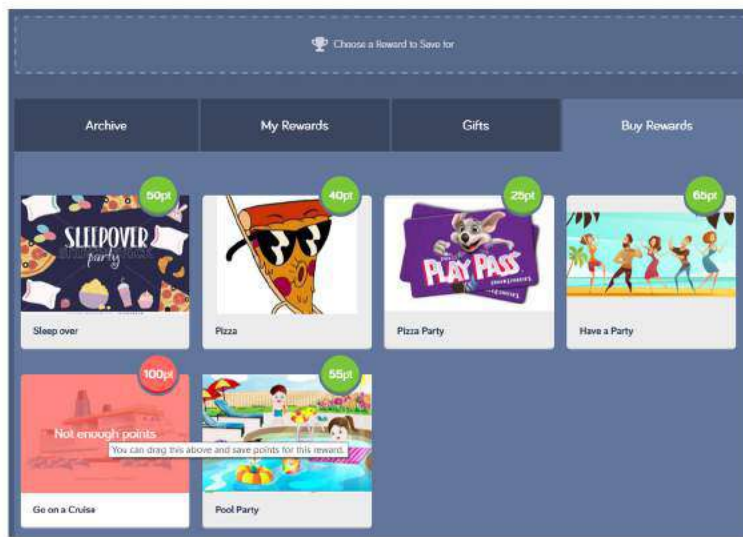 Choose a Reward to Save for
Archive
My Rewards
Gifts
Buy Rewards
50pt
40pt
25pt
65pt
SLEEPOVER
party
PLAY PASS
Sleep over
Pizza
Pizza Party
Have a Party
100pt
55pt
Not enough points
You can drag this above and save points for this reward.
Go on a Cruise
Pool Party